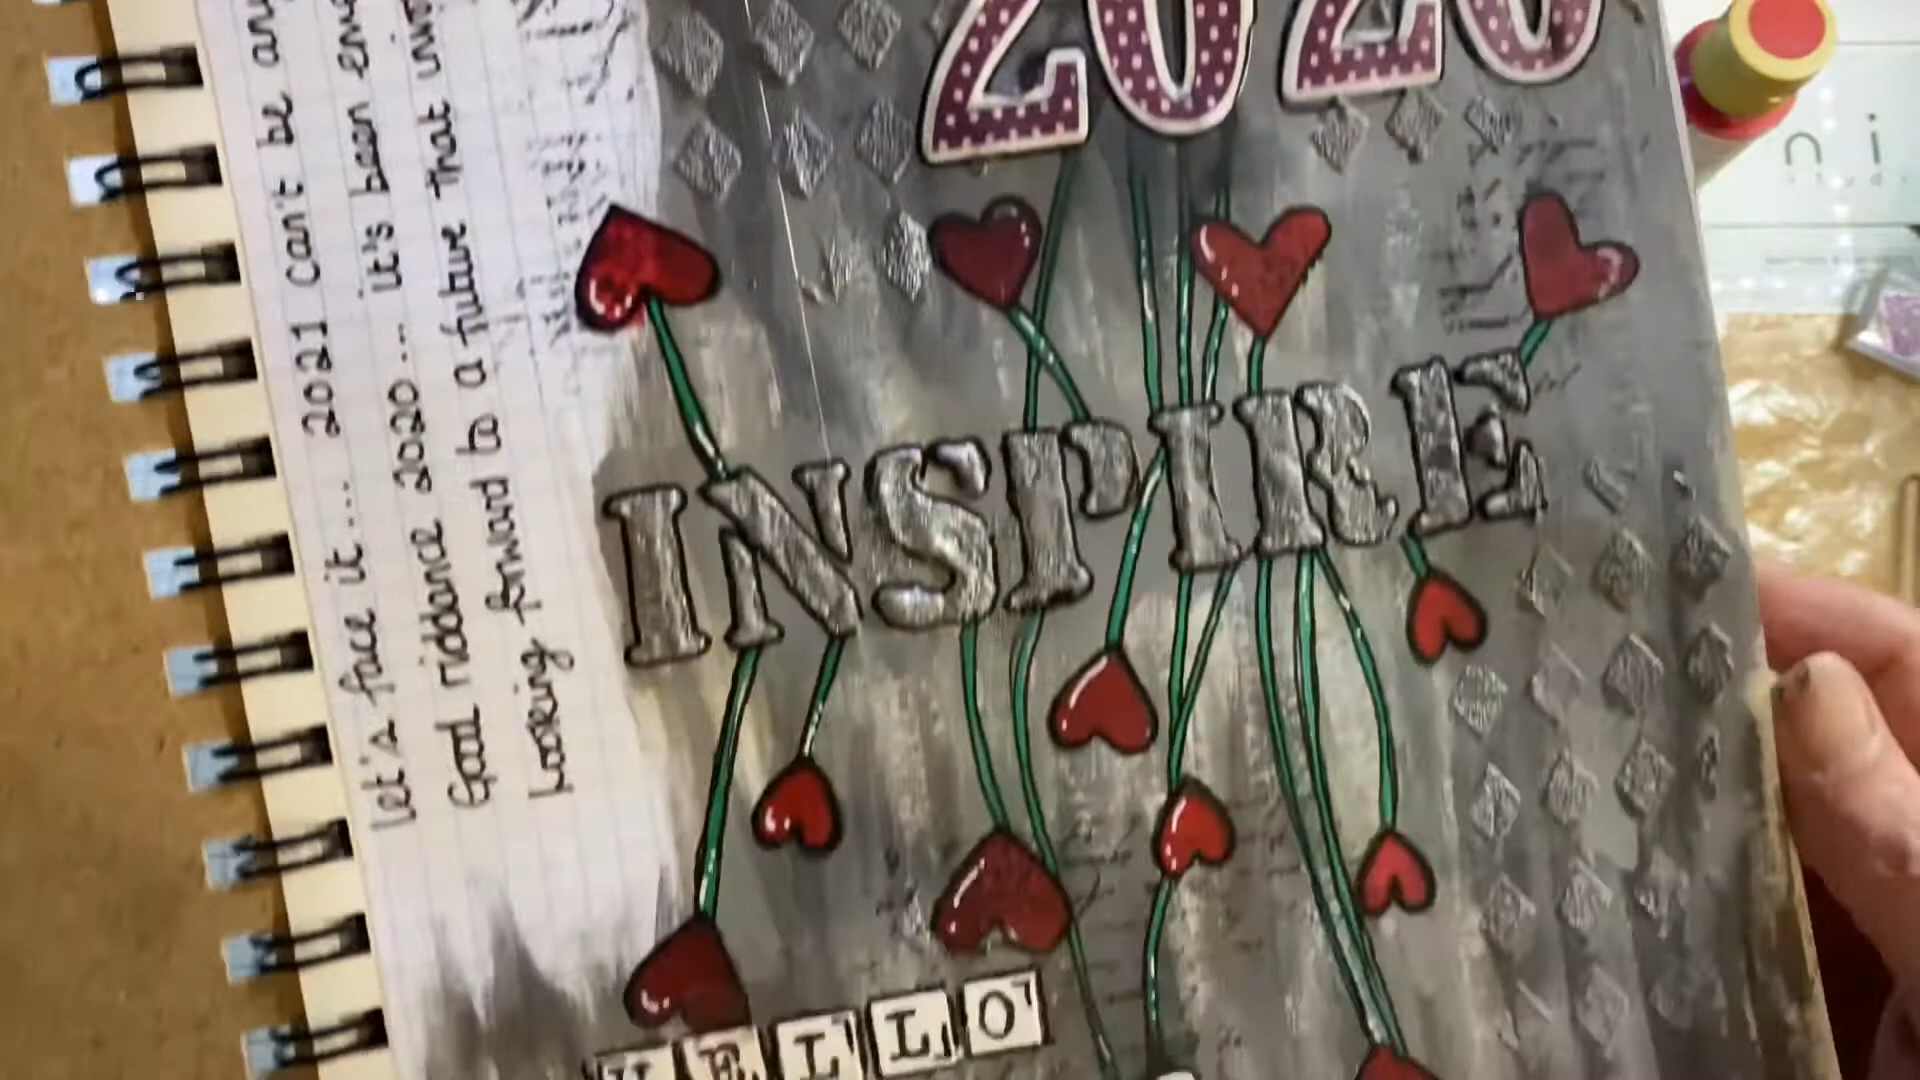 2020
INSPIRE
HELLO
Let's face it.... 2021 can't be any
Good riddance 2020... it's been
Looking forward to a future that
n i